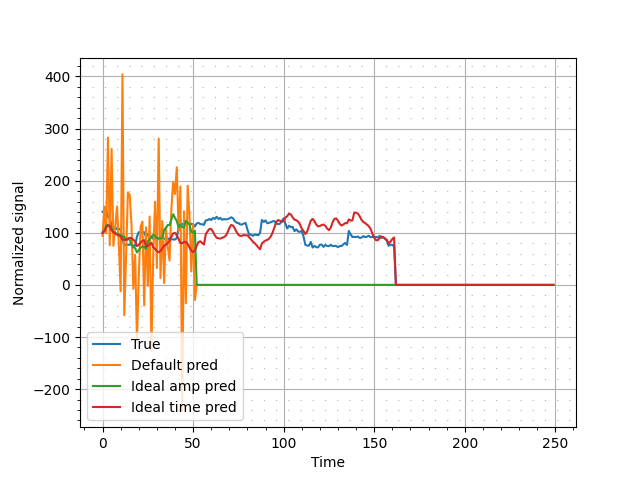 400
300
200
100
0
−100
−200
Normalized signal
True
Default pred
Ideal amp pred
Ideal time pred
0 50 100 150 200 250
Time